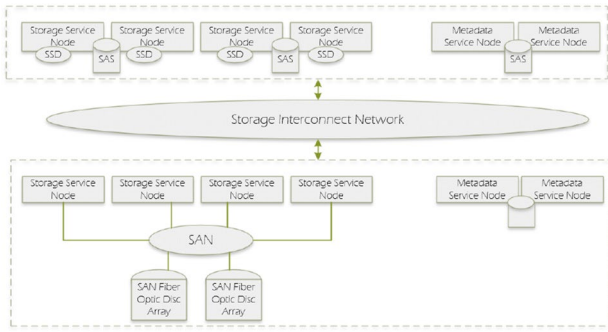 Storage Service
Node
Storage Service
Node
Storage Service
Node
Storage Service
Node
Metadata
Service Node
Metadata
Service Node
SSD
SAS
SSD
SSD
SAS
SSD
SAS
Storage Interconnect Network
Storage Service
Node
Storage Service
Node
Storage Service
Node
Storage Service
Node
Metadata
Service Node
Metadata
Service Node
SAN
SAN Fiber
Optic Disc
Array
SAN Fiber
Optic Disc
Array